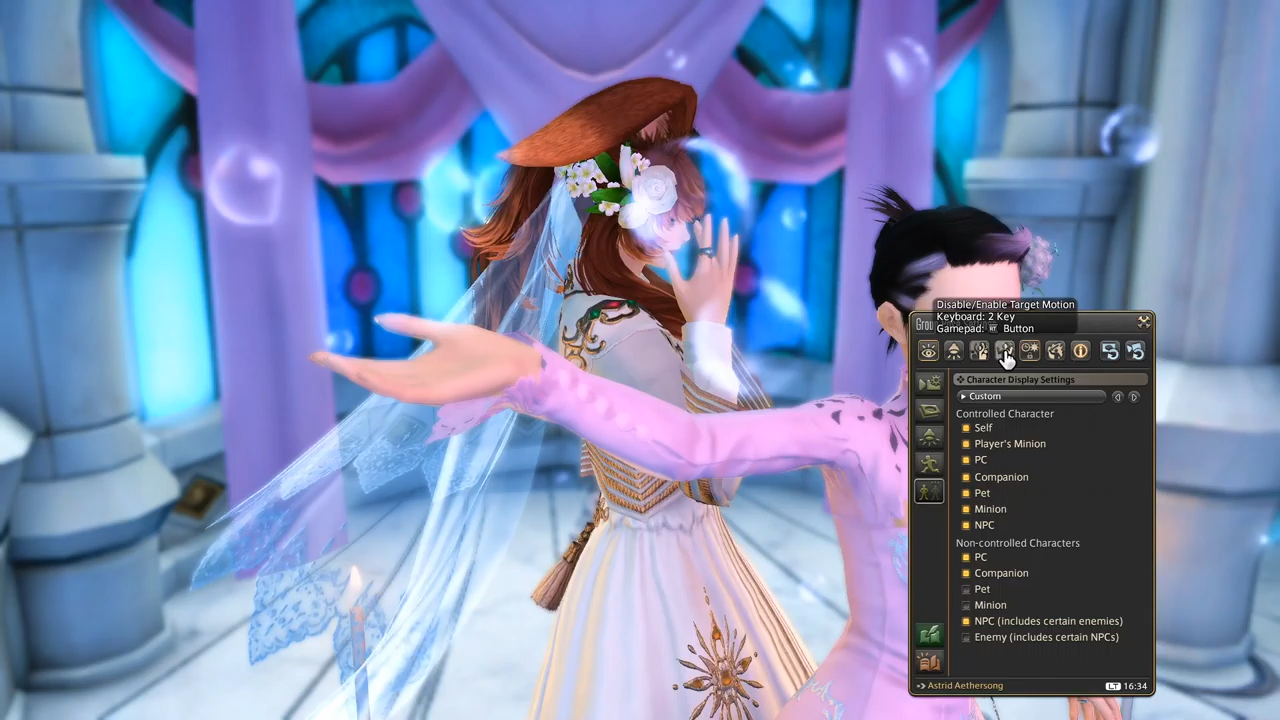 Disable/Enable Target Motion
Keyboard: 2 Key
Gamepad: RT Button
Character Display Settings
Custom
Controlled Character
Self
Player's Minion
PC
Companion
Pet
Minion
NPC
Non-controlled Characters
PC
Companion
Pet
Minion
NPC (includes certain enemies)
Enemy (includes certain NPCs)
Astrid Aethersong
LT 16:34